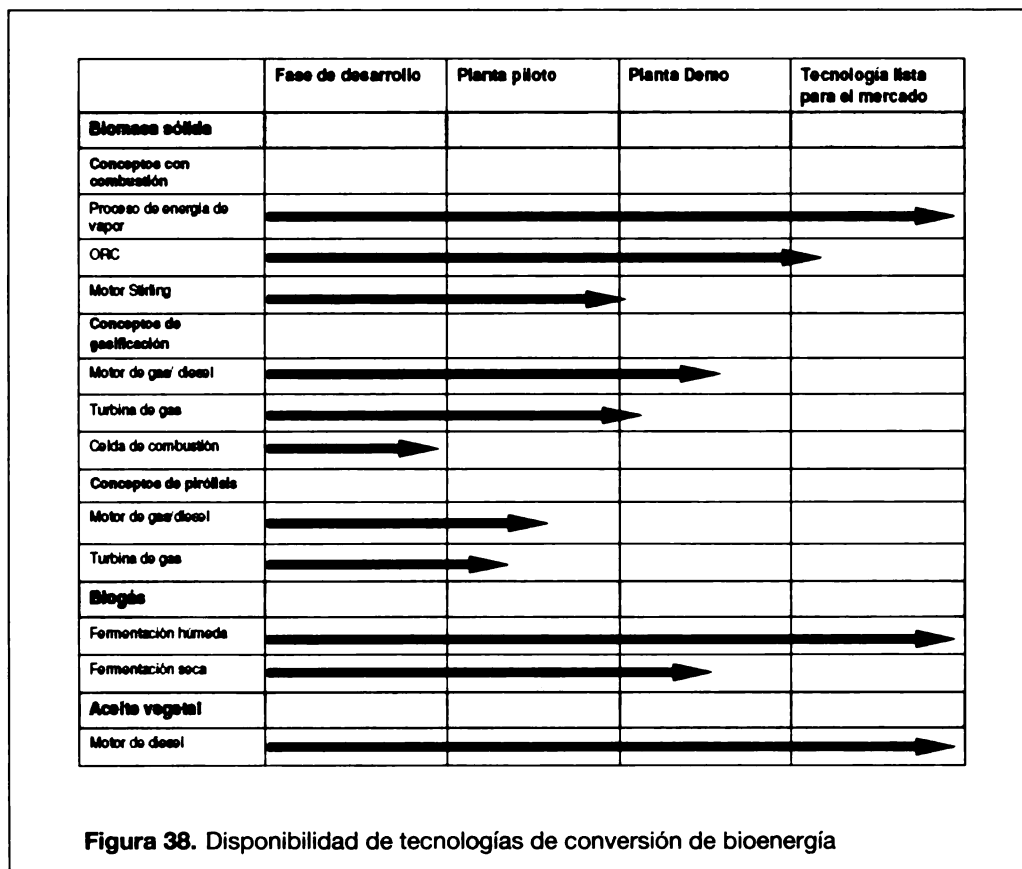 Fase de desarrollo Planta piloto Planta Demo Tecnología lista
para el mercado
Biomasa sólida
Conceptos con
combustión
Proceso de energía de
vapor
ORC
Motor Stirling
Conceptos de
gasificación
Motor de gas/ diesel
Turbina de gas
Celda de combustión
Conceptos de pirólisis
Motor de gas/diesel
Turbina de gas
Biogás
Fermentación húmeda
Fermentación seca
Aceite vegetal
Motor de diesel
Figura 38. Disponibilidad de tecnologías de conversión de bioenergía